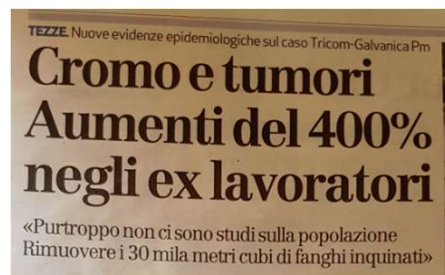 TEZZE. Nuove evidenze epidemiologiche sul caso Tricom-Galvanica Pm
Cromo e tumori
Aumenti del 400%
negli ex lavoratori
«Purtroppo non ci sono studi sulla popolazione
Rimuovere i 30 mila metri cubi di fanghi inquinati»